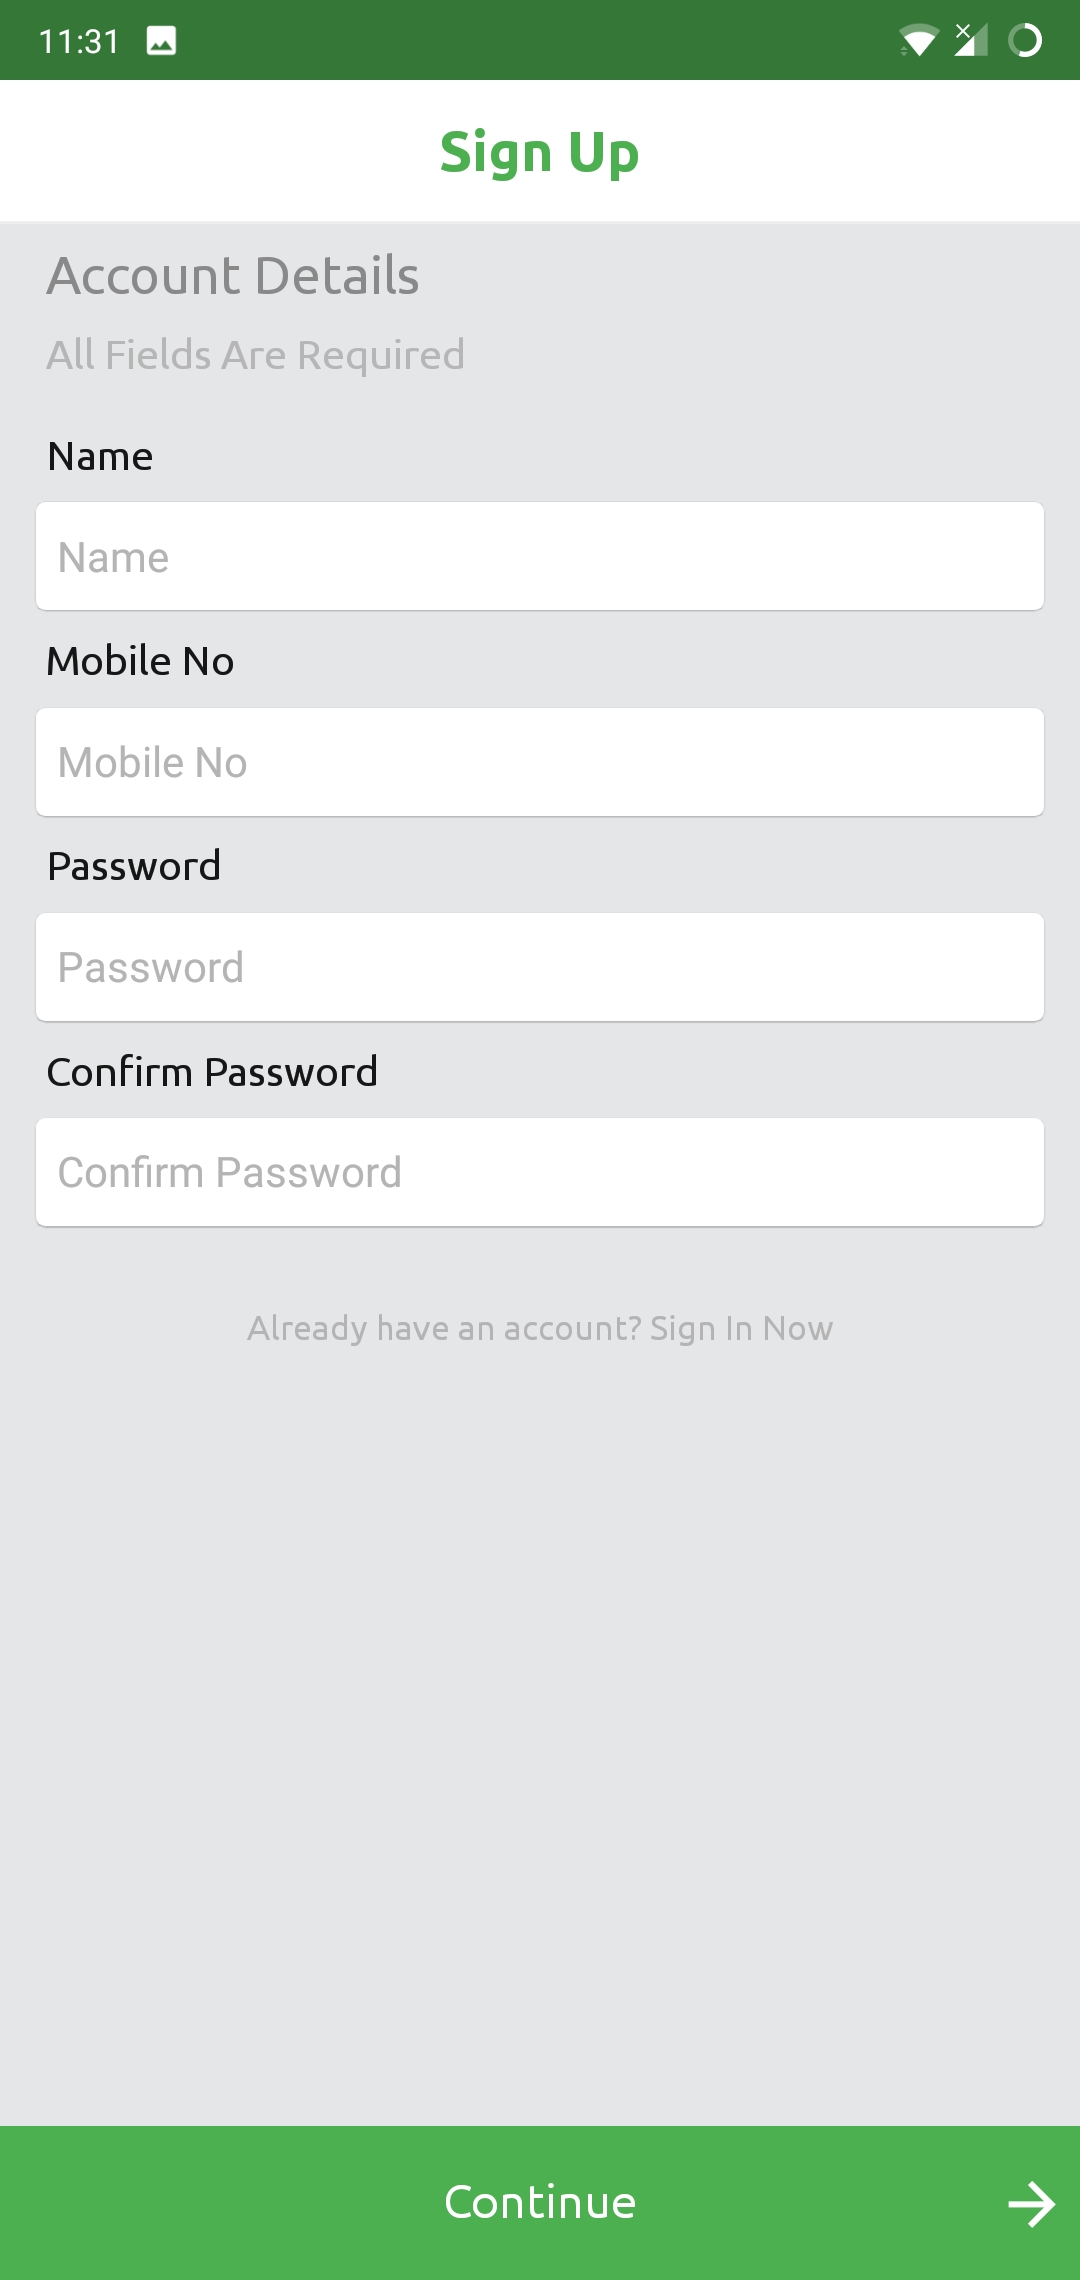 11:31
Sign Up
Account Details
All Fields Are Required
Name
Name
Mobile No
Mobile No
Password
Password
Confirm Password
Confirm Password
Already have an account? Sign In Now
Continue